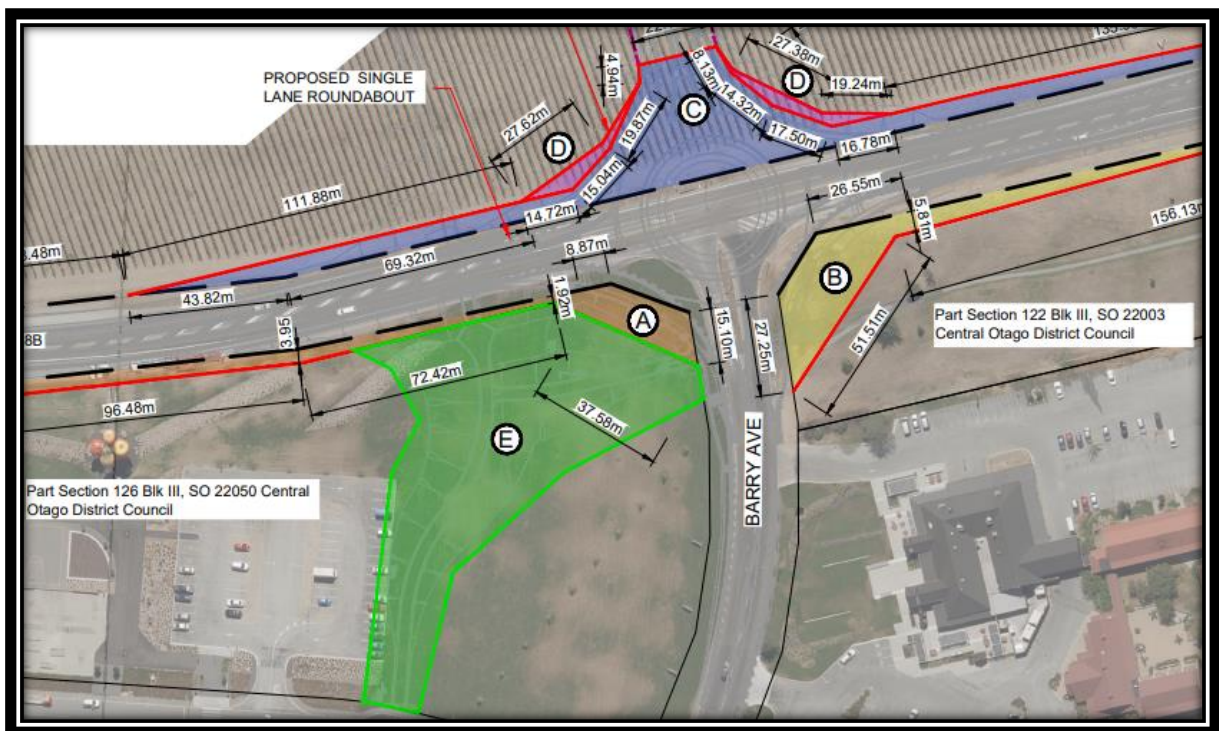 27.38m
4.94m
8.13m
PROPOSED SINGLE
LANE ROUNDABOUT
D
19.24m
C
14.32m
27.62m
19.87m
D
17.50m
16.78m
15.04m
111.88m
14.72m
26.55m
5.81m
156.13m
69.32m
8.87m
43.82m
1.92m
B
A
15.10m
27.25m
Part Section 122 Blk III, SO 22003
Central Otago District Council
8B
3.95
51.51m
72.42m
96.48m
37.58m
E
BARRY AVE
Part Section 126 Blk III, SO 22050 Central
Otago District Council